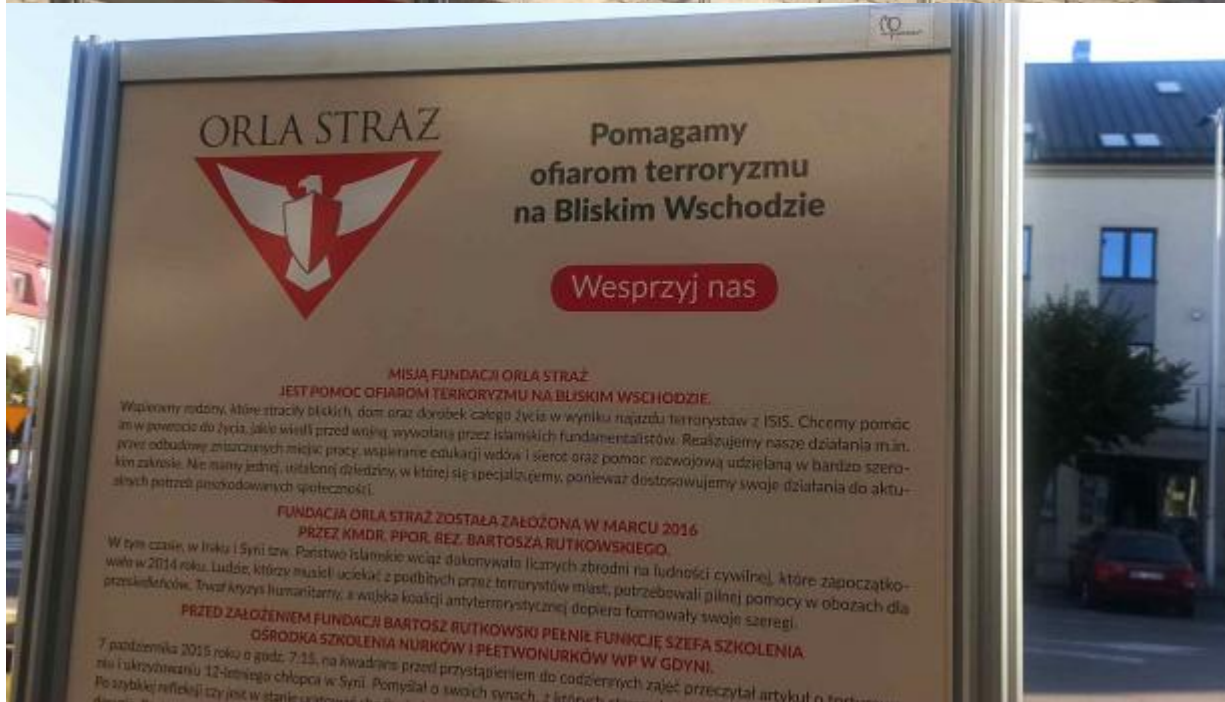 ORLA STRAŻ
Pomagamy
ofiarom terroryzmu
na Bliskim Wschodzie
Wesprzyj nas
MISJĄ FUNDACJI ORLA STRAŻ
JEST POMOC OFIAROM TERRORYZMU NA BLISKIM WSCHODZIE.
Wspieramy rodziny, które straciły bliskich, dom oraz dorobek całego życia w wyniku najazdu terrorystów z ISIS. Chcemy pomóc
im w powrocie do życia, jakie wiedli przed wojną, wywołaną przez islamskich fundamentalistów. Realizujemy nasze działania m.in.
przez odbudowę zniszczonych miejsc pracy, wspieranie edukacji wdów i sierot oraz pomoc rozwojową udzielaną w bardzo szero-
kim zakresie. Nie mamy jednej, ustalonej dziedziny, w której się specjalizujemy, ponieważ dostosowujemy swoje działania do aktu-
alnych potrzeb poszkodowanych społeczności.
FUNDACJA ORLA STRAŻ ZOSTAŁA ZAŁOŻONA W MARCU 2016
PRZEZ KMDR. PPOR. REZ. BARTOSZA RUTKOWSKIEGO.
W tym czasie, w Iraku i Syrii tzw. Państwo Islamskie wciąż dokonywało licznych zbrodni na ludności cywilnej, które zapoczątko-
wało w 2014 roku. Ludzie, którzy musieli uciekać z podbitych przez terrorystów miast, potrzebowali pilnej pomocy w obozach dla
przesiedleńców. Trwał kryzys humanitarny, a wojska koalicji antyterrorystycznej dopiero formowały swoje szeregi.
PRZED ZAŁOŻENIEM FUNDACJI BARTOSZ RUTKOWSKI PEŁNIŁ FUNKCJĘ SZEFA SZKOLENIA
OŚRODKA SZKOLENIA NURKÓW I PŁETWONURKÓW WP W GDYNI.
7 października 2015 roku o godz. 7:15, na kwadrans przed przystąpieniem do codziennych zajęć przeczytał artykuł o torturowa-
niu i ukrzyżowaniu 12-letniego chłopca w Syrii. Pomyślał o swoich synach, z których
Po szybkiej refleksji czy jest w stanie